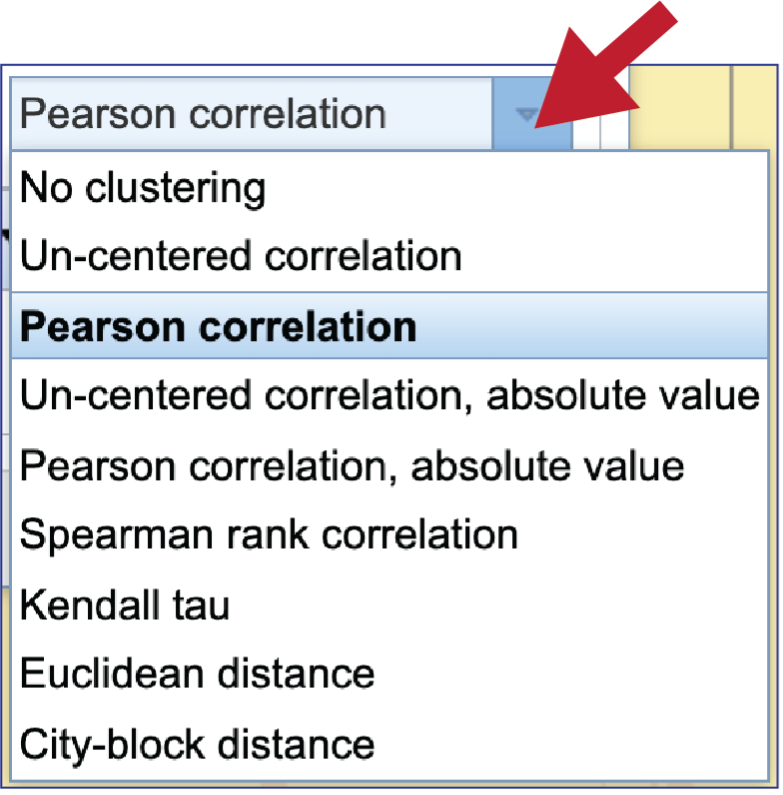 Pearson correlation
No clustering
Un-centered correlation
Pearson correlation
Un-centered correlation, absolute value
Pearson correlation, absolute value
Spearman rank correlation
Kendall tau
Euclidean distance
City-block distance